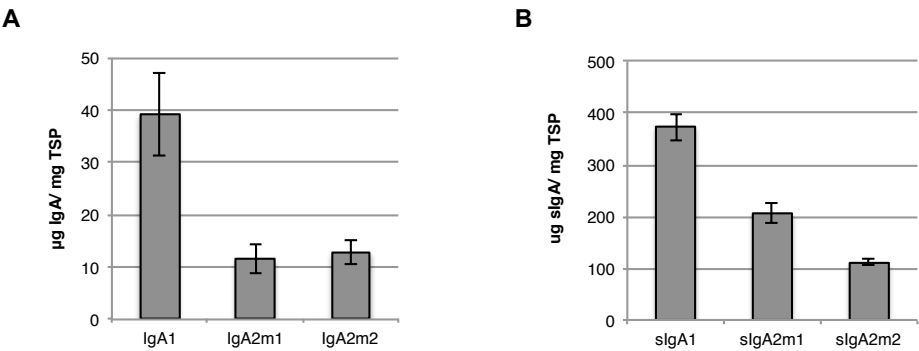 A
B
µg IgA/ mg TSP
50
40
30
20
10
0
IgA1
IgA2m1
IgA2m2
ug sIgA/ mg TSP
500
400
300
200
100
0
sIgA1
sIgA2m1
sIgA2m2